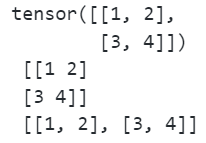 tensor([[1, 2],
        [3, 4]])
 [[1 2]
 [3 4]]
 [[1, 2], [3, 4]]